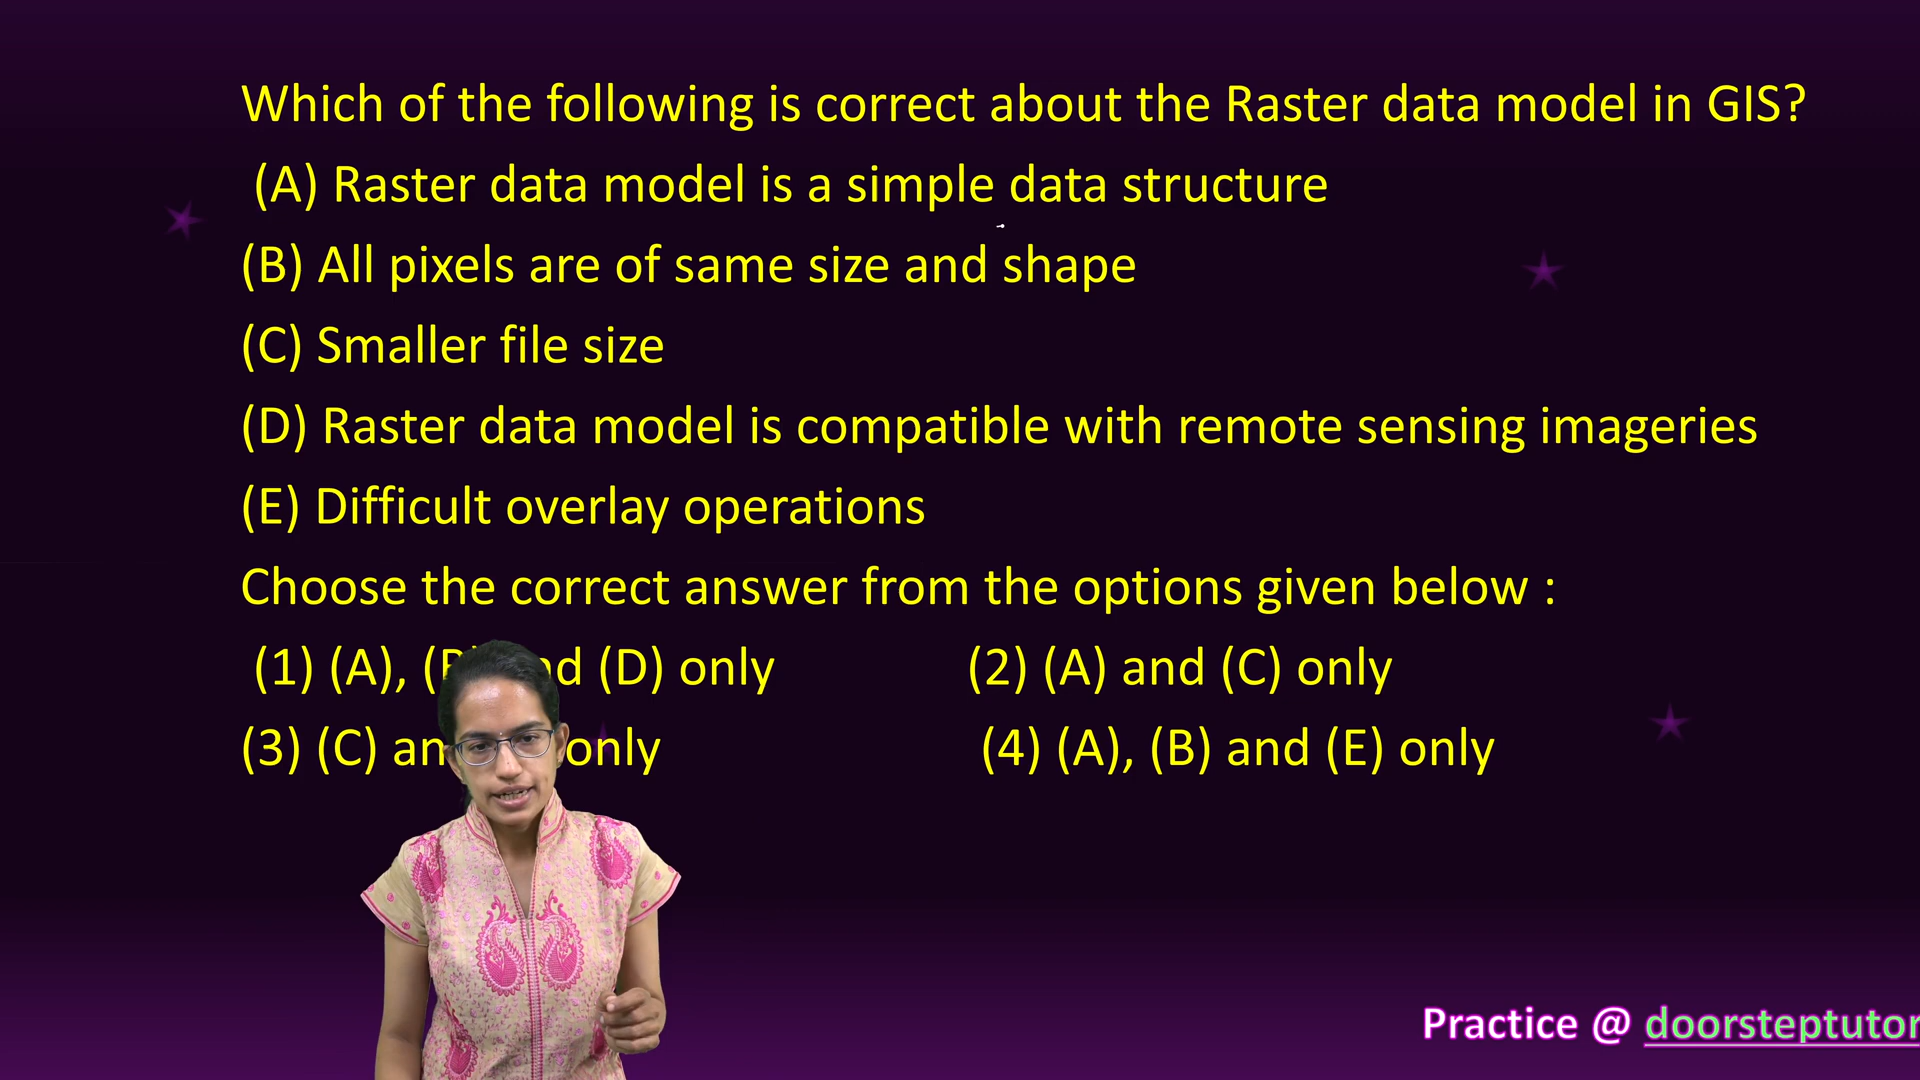 Which of the following is correct about the Raster data model in GIS?
(A) Raster data model is a simple data structure
(B) All pixels are of same size and shape
(C) Smaller file size
(D) Raster data model is compatible with remote sensing imageries
(E) Difficult overlay operations
Choose the correct answer from the options given below :
(1) (A), (D) only (2) (A) and (C) only
(3) (C) only (4) (A), (B) and (E) only
Practice @ doorsteptutor